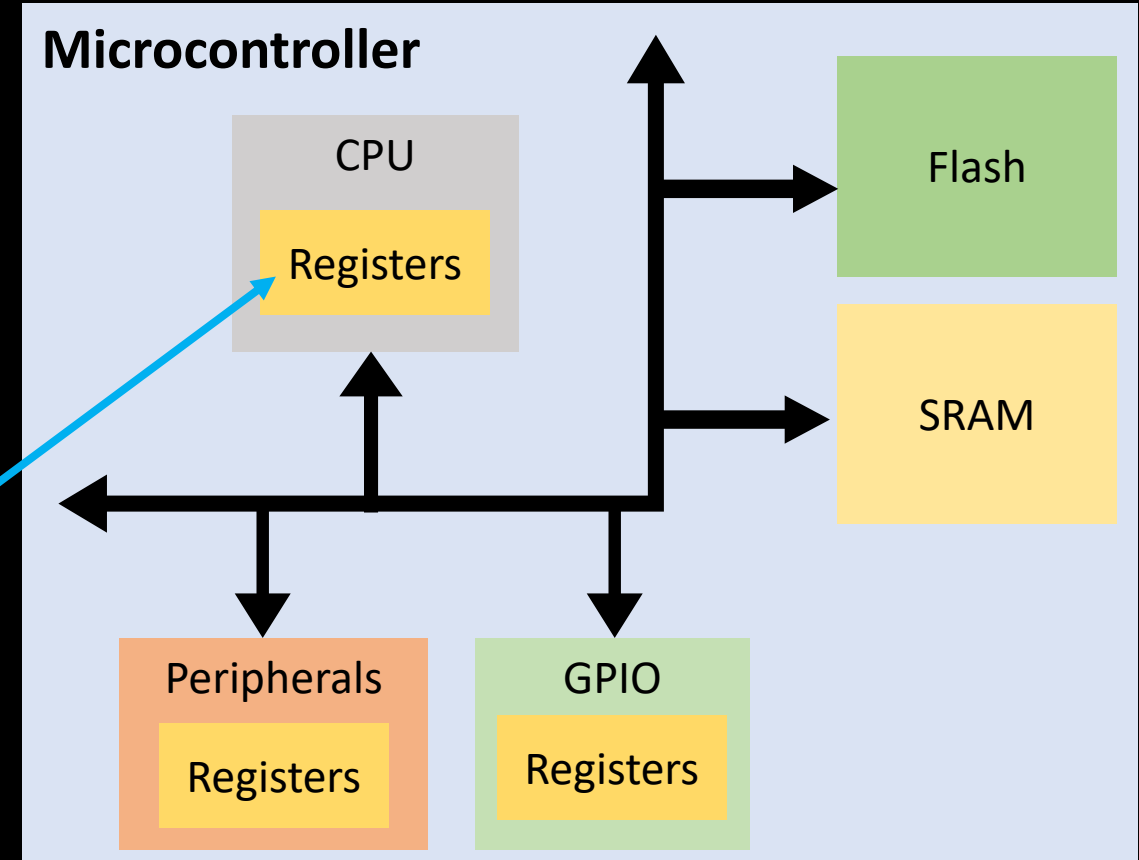 Microcontroller
CPU
Registers
Flash
SRAM
Peripherals
Registers
GPIO
Registers